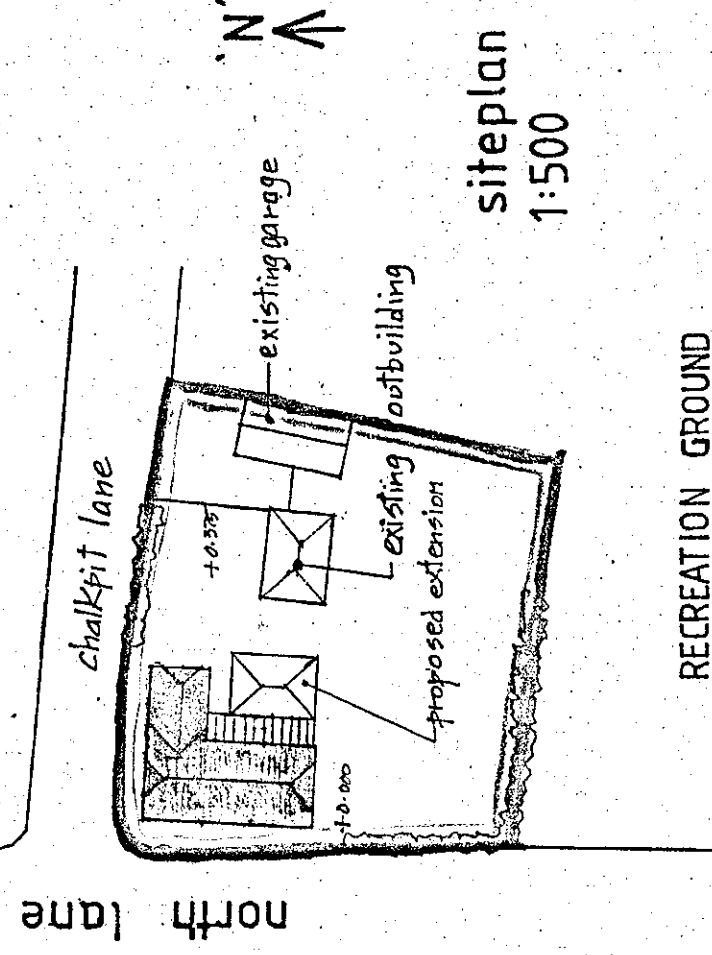 N
siteplan
1:500
existing garage
outbuilding
existing
proposed extension
chalkpit lane
+0.375
+0.000
north lane
RECREATION GROUND